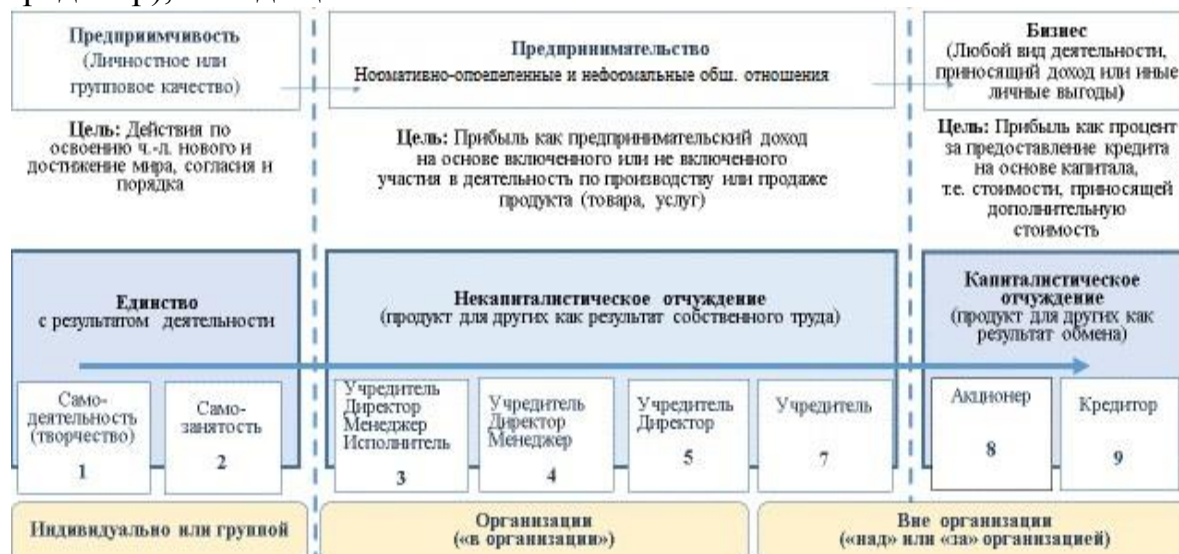 Предприимчивость
(Личностное или
групповое качество)
Предпринимательство
Нормативно-определенные и неформальные общ. отношения
Бизнес
(Любой вид деятельности,
приносящий доход или иные
личные выгоды)
Цель: Действия по
освоению ч.-л. нового и
достижение мира, согласия и
порядка
Цель: Прибыль как предпринимательский доход
на основе включенного или не включенного
участия в деятельность по производству или продаже
продукта (товара, услуг)
Цель: Прибыль как процент
за предоставление кредита
на основе капитала,
т.е. стоимости, приносящей
дополнительную
стоимость
Единство
с результатом деятельности
Некапиталистическое отчуждение
(продукт для других как результат собственного труда)
Капиталистическое
отчуждение
(продукт для других как
результат обмена)
Само-
деятельность
(творчество)
1
Само-
занятость
2
Учредитель
Директор
Менеджер
Исполнитель
3
Учредитель
Директор
Менеджер
4
Учредитель
Директор
5
Учредитель
7
Акционер
8
Кредитор
9
Индивидуально или группой
Организации
(«в организации»)
Вне организации
(«над» или «за» организацией)